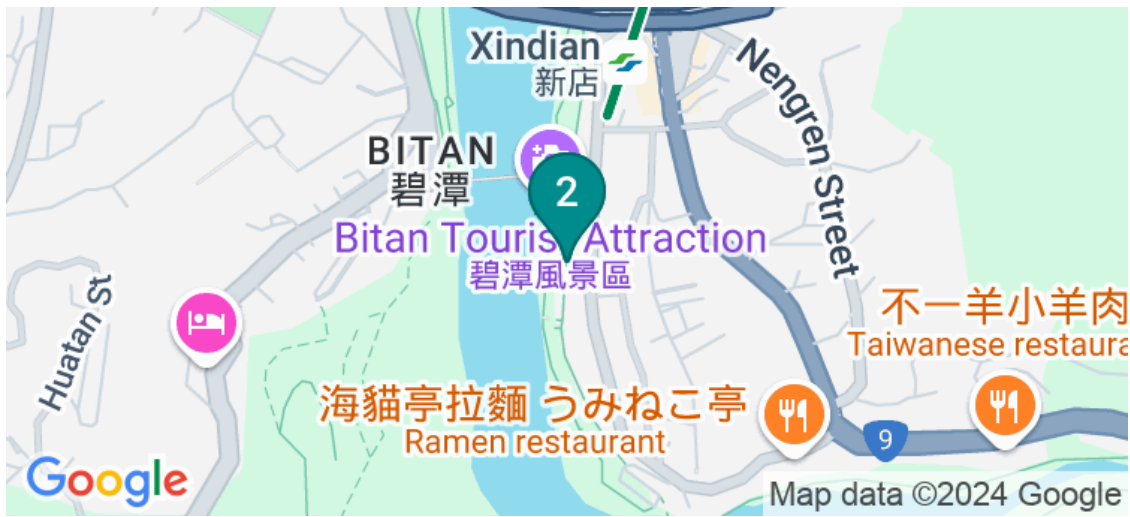 Xindian
新店
Nengren Street
BITAN
碧潭
2
Bitan Tourist Attraction
碧潭風景區
Huatan St
不一羊小羊肉
Taiwanese restaura
海貓亭拉麵 うみねこ亭
Ramen restaurant
9
Google
Map data ©2024 Google